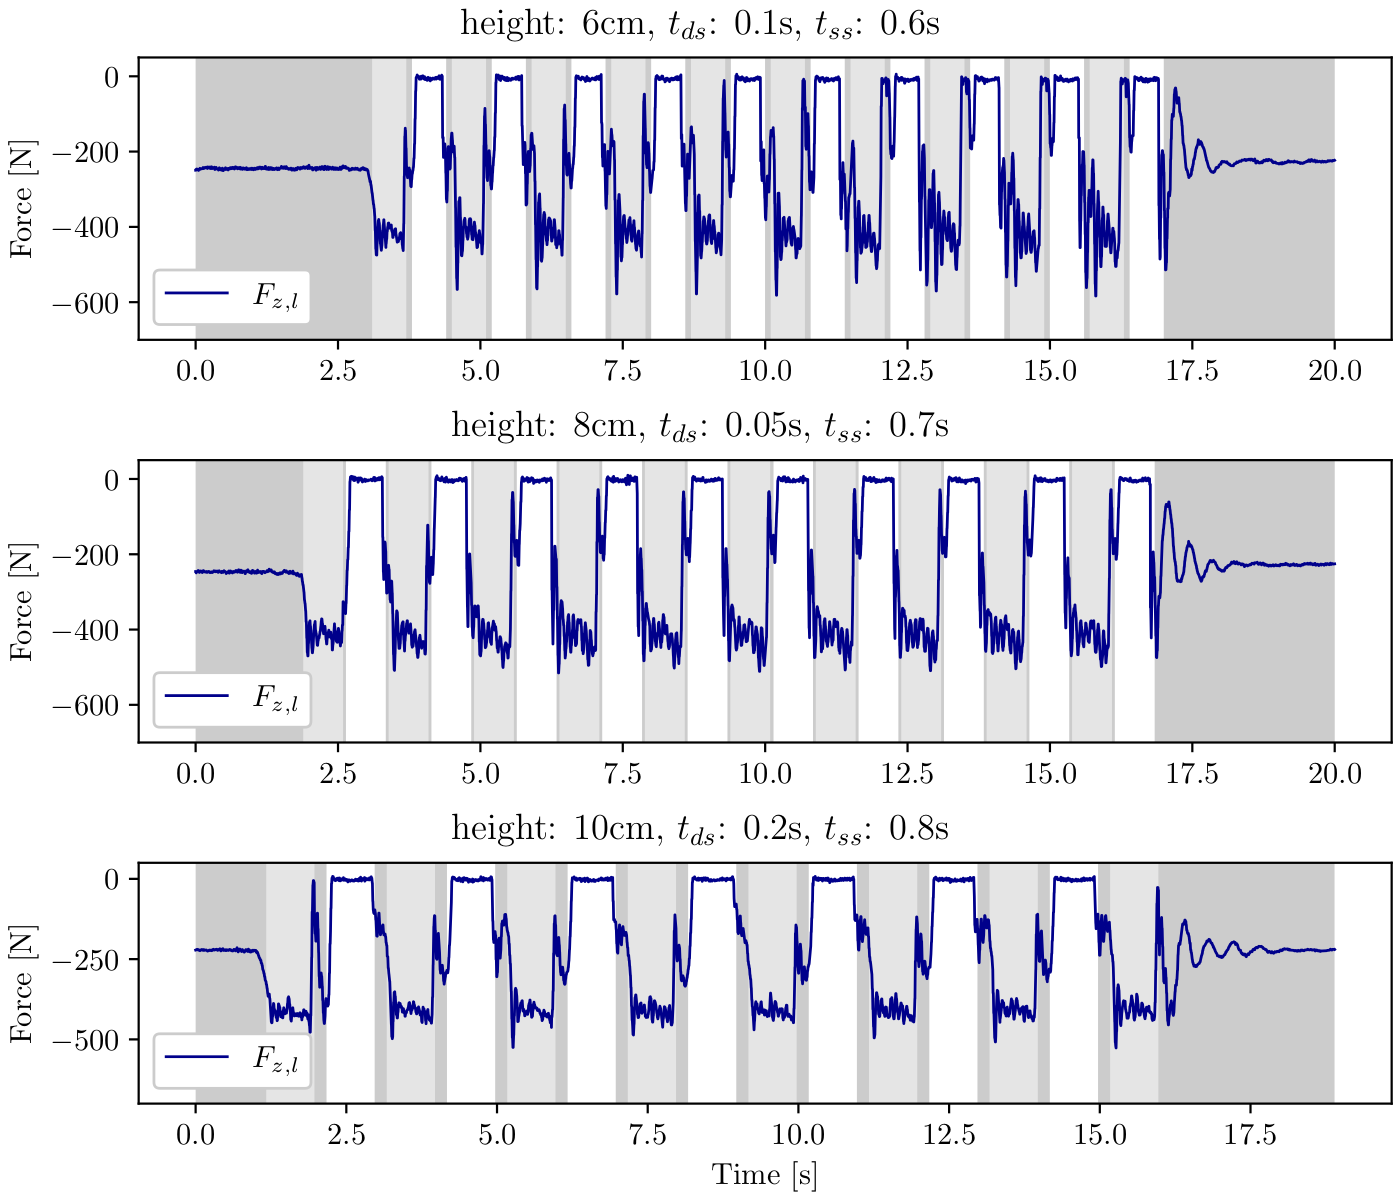 height: 6cm, t_ds: 0.1s, t_ss: 0.6s
0
−200
−400
−600
Force [N]
F_z,l
0.0 2.5 5.0 7.5 10.0 12.5 15.0 17.5 20.0
height: 8cm, t_ds: 0.05s, t_ss: 0.7s
0
−200
−400
−600
Force [N]
F_z,l
0.0 2.5 5.0 7.5 10.0 12.5 15.0 17.5 20.0
height: 10cm, t_ds: 0.2s, t_ss: 0.8s
0
−250
−500
Force [N]
F_z,l
0.0 2.5 5.0 7.5 10.0 12.5 15.0 17.5
Time [s]